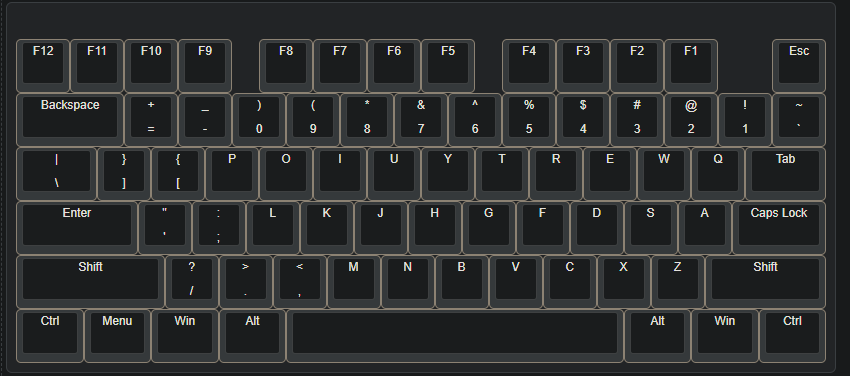 F12 F11 F10 F9 F8 F7 F6 F5 F4 F3 F2 F1 Esc
Backspace + _ ) ( * & ^ % $ # @ ! ~
= - 0 9 8 7 6 5 4 3 2 1 `
| } { P O I U Y T R E W Q Tab
\ ] [
Enter " : L K J H G F D S A Caps Lock
' ;
Shift ? > < M N B V C X Z Shift
/ . ,
Ctrl Menu Win Alt Alt Win Ctrl